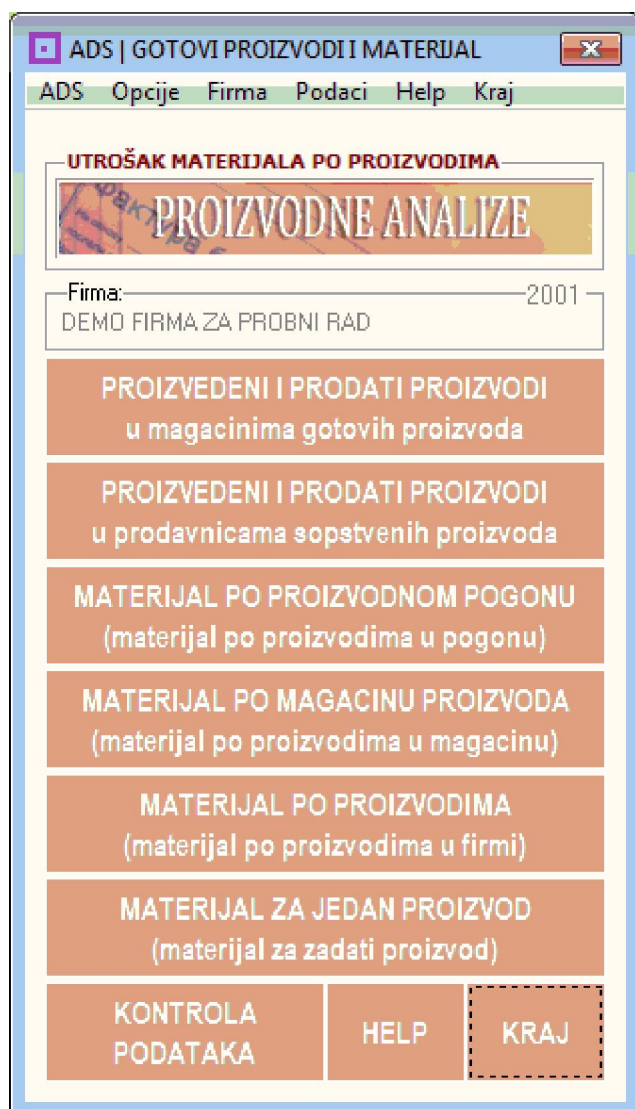 ADS | GOTOVI PROIZVODI I MATERIJAL
ADS Opcije Firma Podaci Help Kraj
UTROŠAK MATERIJALA PO PROIZVODIMA
фактура б
PROIZVODNE ANALIZE
Firma: 2001
DEMO FIRMA ZA PROBNI RAD
PROIZVEDENI I PRODATI PROIZVODI
u magacinima gotovih proizvoda
PROIZVEDENI I PRODATI PROIZVODI
u prodavnicama sopstvenih proizvoda
MATERIJAL PO PROIZVODNOM POGONU
(materijal po proizvodima u pogonu)
MATERIJAL PO MAGACINU PROIZVODA
(materijal po proizvodima u magacinu)
MATERIJAL PO PROIZVODIMA
(materijal po proizvodima u firmi)
MATERIJAL ZA JEDAN PROIZVOD
(materijal za zadati proizvod)
KONTROLA
PODATAKA
HELP
KRAJ